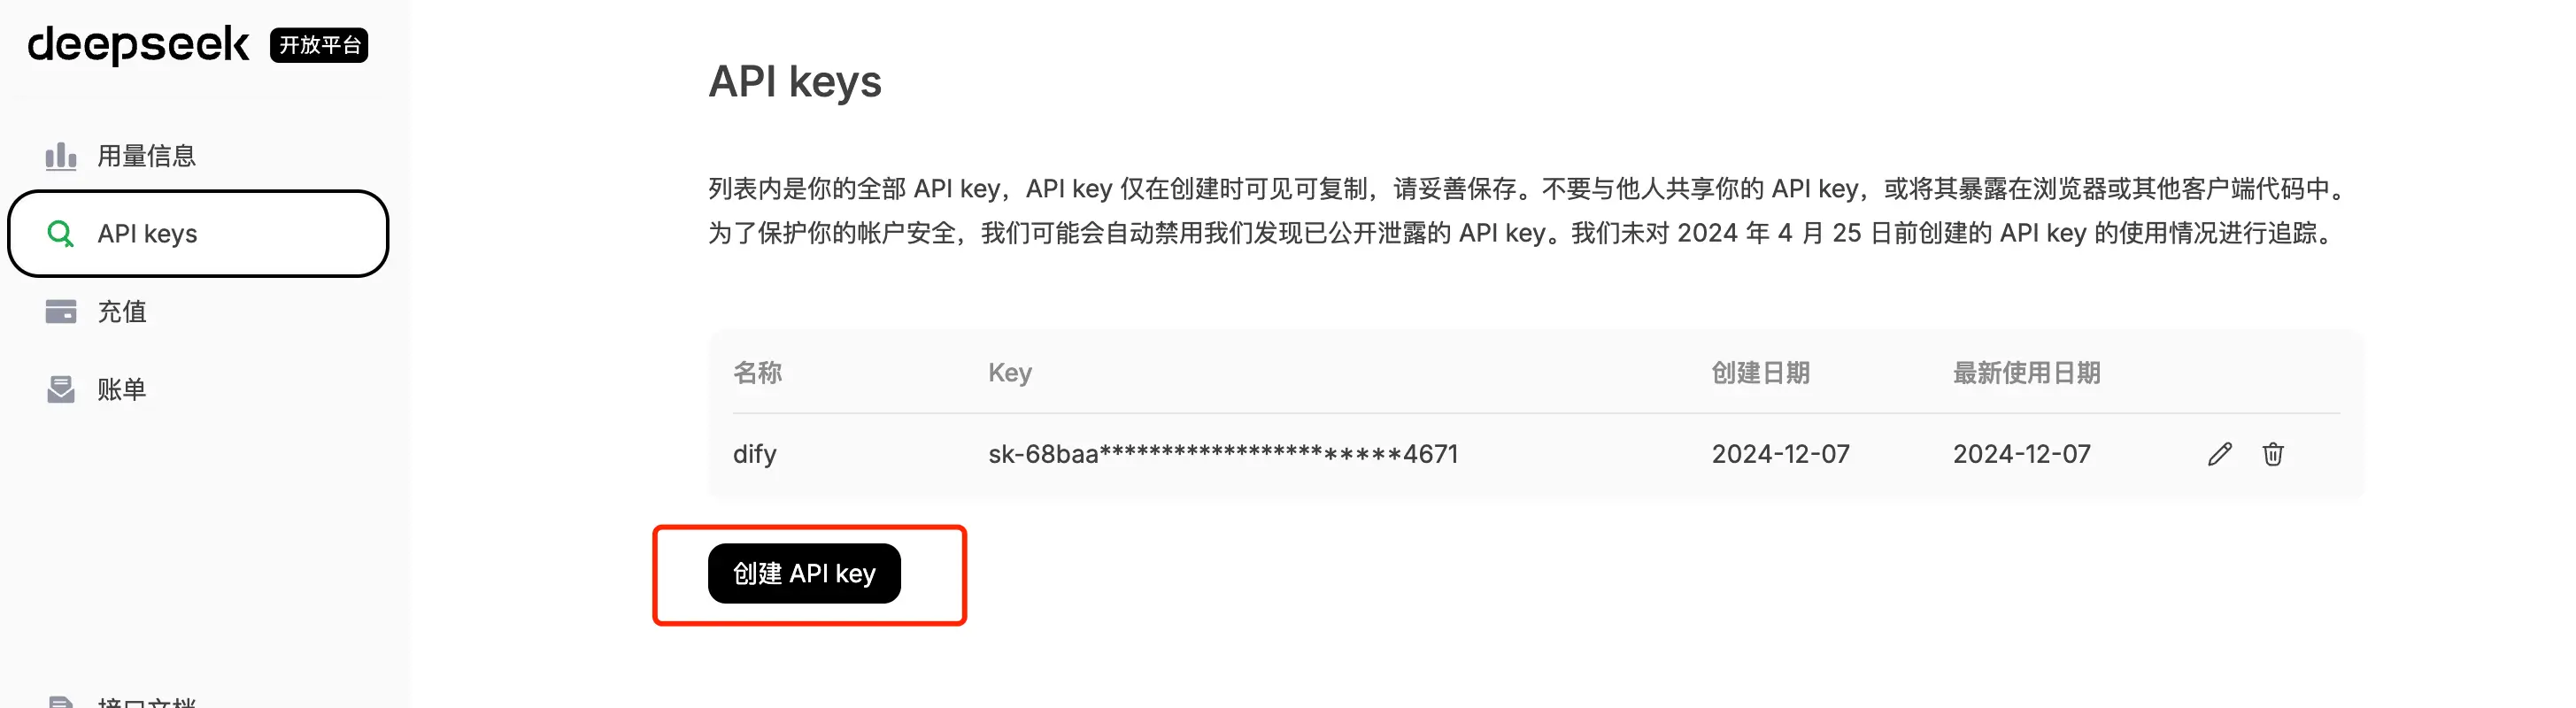 deepseek 开放平台
用量信息
API keys
充值
账单
接口文档
API keys
列表内是你的全部 API key，API key 仅在创建时可见可复制，请妥善保存。不要与他人共享你的 API key，或将其暴露在浏览器或其他客户端代码中。
为了保护你的帐户安全，我们可能会自动禁用我们发现已公开泄露的 API key。我们未对 2024 年 4 月 25 日前创建的 API key 的使用情况进行追踪。
名称 Key 创建日期 最新使用日期
dify sk-68baa************************4671 2024-12-07 2024-12-07
创建 API key